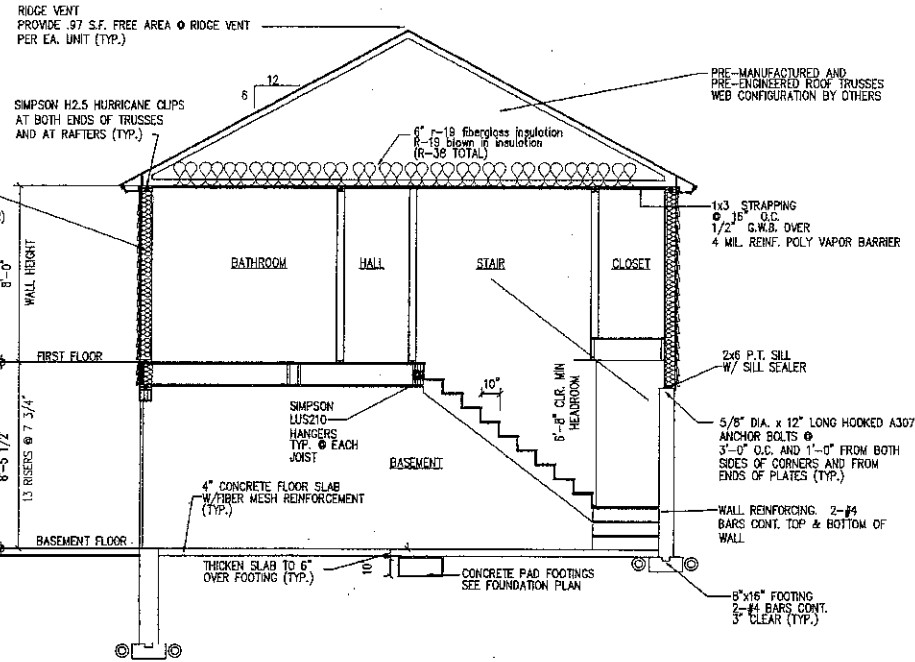 RIDGE VENT
PROVIDE .97 S.F. FREE AREA @ RIDGE VENT
PER EA. UNIT (TYP.)
12
6
PRE-MANUFACTURED AND
PRE-ENGINEERED ROOF TRUSSES
WEB CONFIGURATION BY OTHERS
SIMPSON H2.5 HURRICANE CLIPS
AT BOTH ENDS OF TRUSSES
AND AT RAFTERS (TYP.)
6" r-19 fiberglass insulation
R-19 blown in insulation
(R-38 TOTAL)
1x3 STRAPPING
@ 16" O.C.
1/2" G.W.B. OVER
4 MIL. REINF. POLY VAPOR BARRIER
8'-0"
WALL HEIGHT
BATHROOM
HALL
STAIR
CLOSET
FIRST FLOOR
2x6 P.T. SILL
W/ SILL SEALER
10"
6'-8" CLR. MIN
HEADROOM
SIMPSON
LUS210
HANGERS
TYP. @ EACH
JOIST
5/8" DIA. x 12" LONG HOOKED A307
ANCHOR BOLTS @
3'-0" O.C. AND 1'-0" FROM BOTH
SIDES OF CORNERS AND FROM
ENDS OF PLATES (TYP.)
8'-5 1/2"
13 RISERS @ 7 3/4"
BASEMENT
4" CONCRETE FLOOR SLAB
W/FIBER MESH REINFORCEMENT
(TYP.)
WALL REINFORCING. 2-#4
BARS CONT. TOP & BOTTOM OF
WALL
BASEMENT FLOOR
THICKEN SLAB TO 6"
OVER FOOTING (TYP.)
10"
CONCRETE PAD FOOTINGS
SEE FOUNDATION PLAN
8"x16" FOOTING
2-#4 BARS CONT.
3" CLEAR (TYP.)